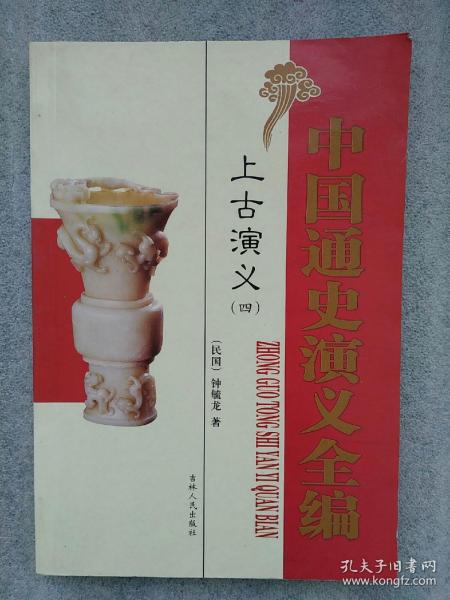 中国通史演义全编
ZHONG GUO TONG SHI YAN YI QUAN BIAN
上古演义
(四)
(民国) 钟毓龙 著
吉林人民出版社
孔夫子旧书网
www.kongfz.com